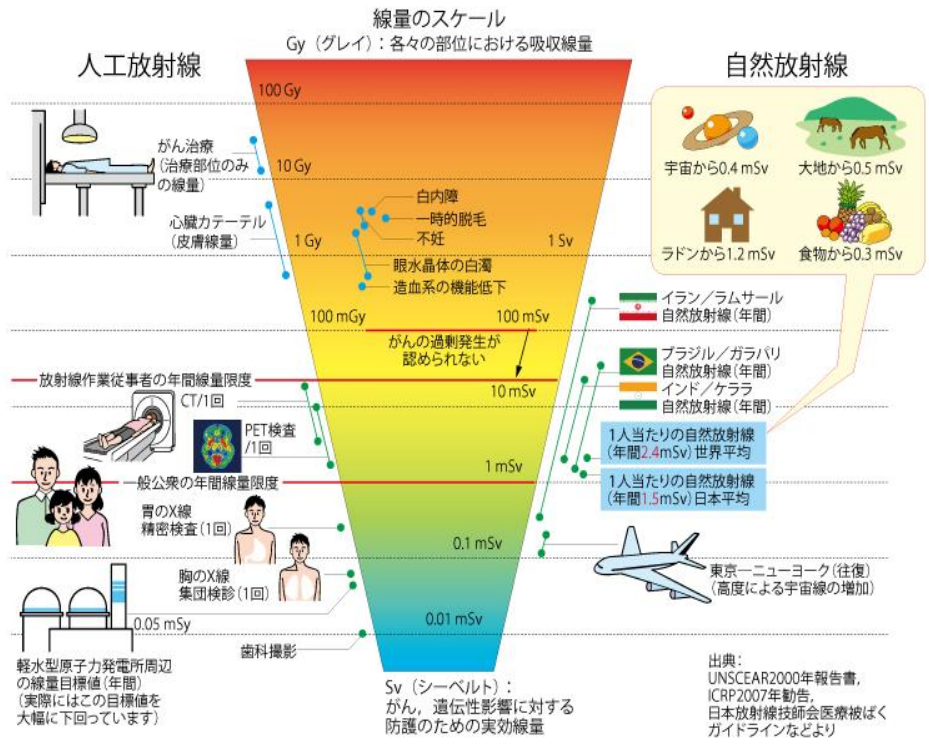 線量のスケール
Gy（グレイ）：各々の部位における吸収線量
人工放射線
自然放射線
100 Gy
がん治療
（治療部位のみ
の線量）
10 Gy
宇宙から0.4 mSv
大地から0.5 mSv
ラドンから1.2 mSv
食物から0.3 mSv
心臓カテーテル
（皮膚線量）
白内障
一時的脱毛
不妊
1 Gy
1 Sv
眼水晶体の白濁
造血系の機能低下
100 mGy
100 mSv
がんの過剰発生が
認められない
イラン／ラムサール
自然放射線（年間）
ブラジル／ガラパリ
自然放射線（年間）
インド／ケララ
自然放射線（年間）
放射線作業従事者の年間線量限度
10 mSv
CT/1回
PET検査
/1回
1人当たりの自然放射線
（年間2.4mSv）世界平均
1 mSv
一般公衆の年間線量限度
1人当たりの自然放射線
（年間1.5mSv）日本平均
胃のX線
精密検査（1回）
0.1 mSv
東京―ニューヨーク（往復）
（高度による宇宙線の増加）
胸のX線
集団検診（1回）
0.05 mSy
0.01 mSv
歯科撮影
軽水型原子力発電所周辺
の線量目標値（年間）
（実際にはこの目標値を
大幅に下回っています）
Sv（シーベルト）：
がん，遺伝性影響に対する
防護のための実効線量
出典：
UNSCEAR2000年報告書，
ICRP2007年勧告，
日本放射線技師会医療被ばく
ガイドラインなどより